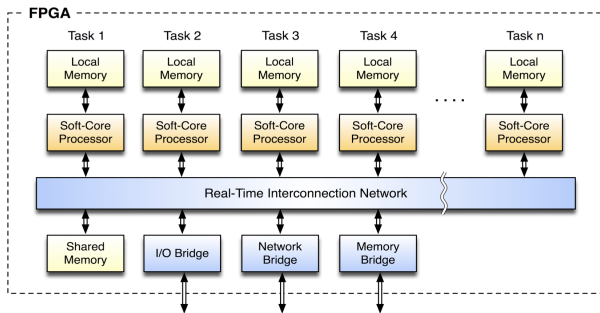 FPGA
Task 1
Task 2
Task 3
Task 4
Task n
Local
Memory
Local
Memory
Local
Memory
Local
Memory
Local
Memory
. . . .
Soft-Core
Processor
Soft-Core
Processor
Soft-Core
Processor
Soft-Core
Processor
Soft-Core
Processor
Real-Time Interconnection Network
Shared
Memory
I/O Bridge
Network
Bridge
Memory
Bridge